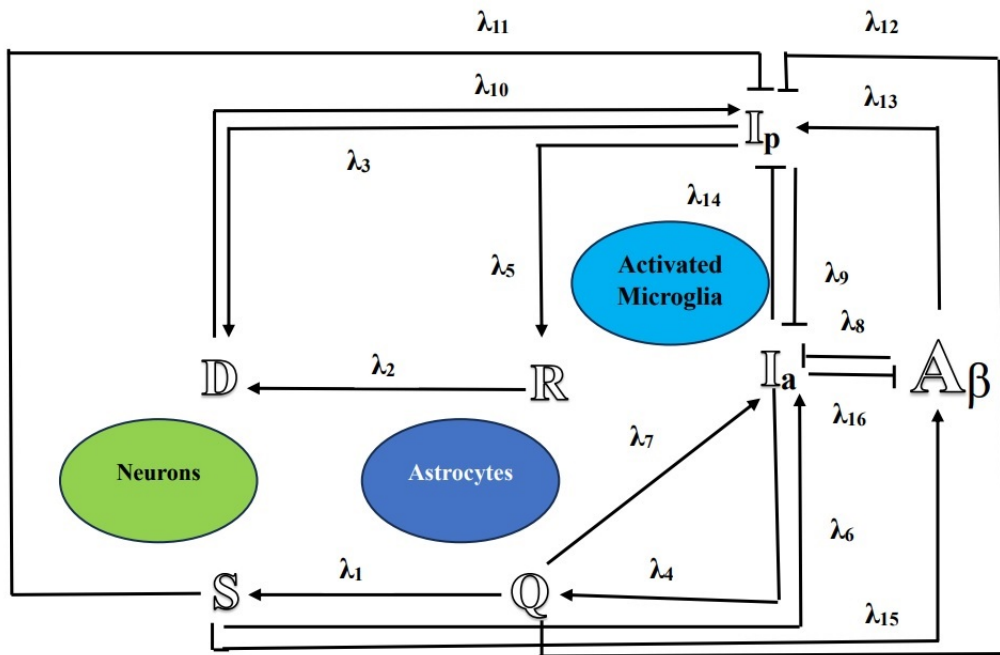 λ₁₁
λ₁₂
λ₁₀
λ₁₃
Iₚ
λ₃
λ₁₄
λ₅
Activated
Microglia
λ₉
λ₈
D
λ₂
R
Iₐ
Aᵦ
λ₁₆
λ₇
Neurons
Astrocytes
λ₆
λ₁
λ₄
S
Q
λ₁₅